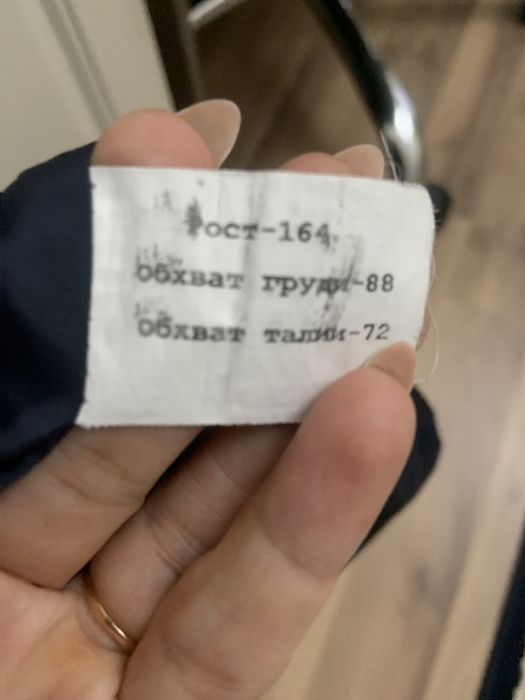 Рост-164
Обхват груди-88
Обхват талии-72